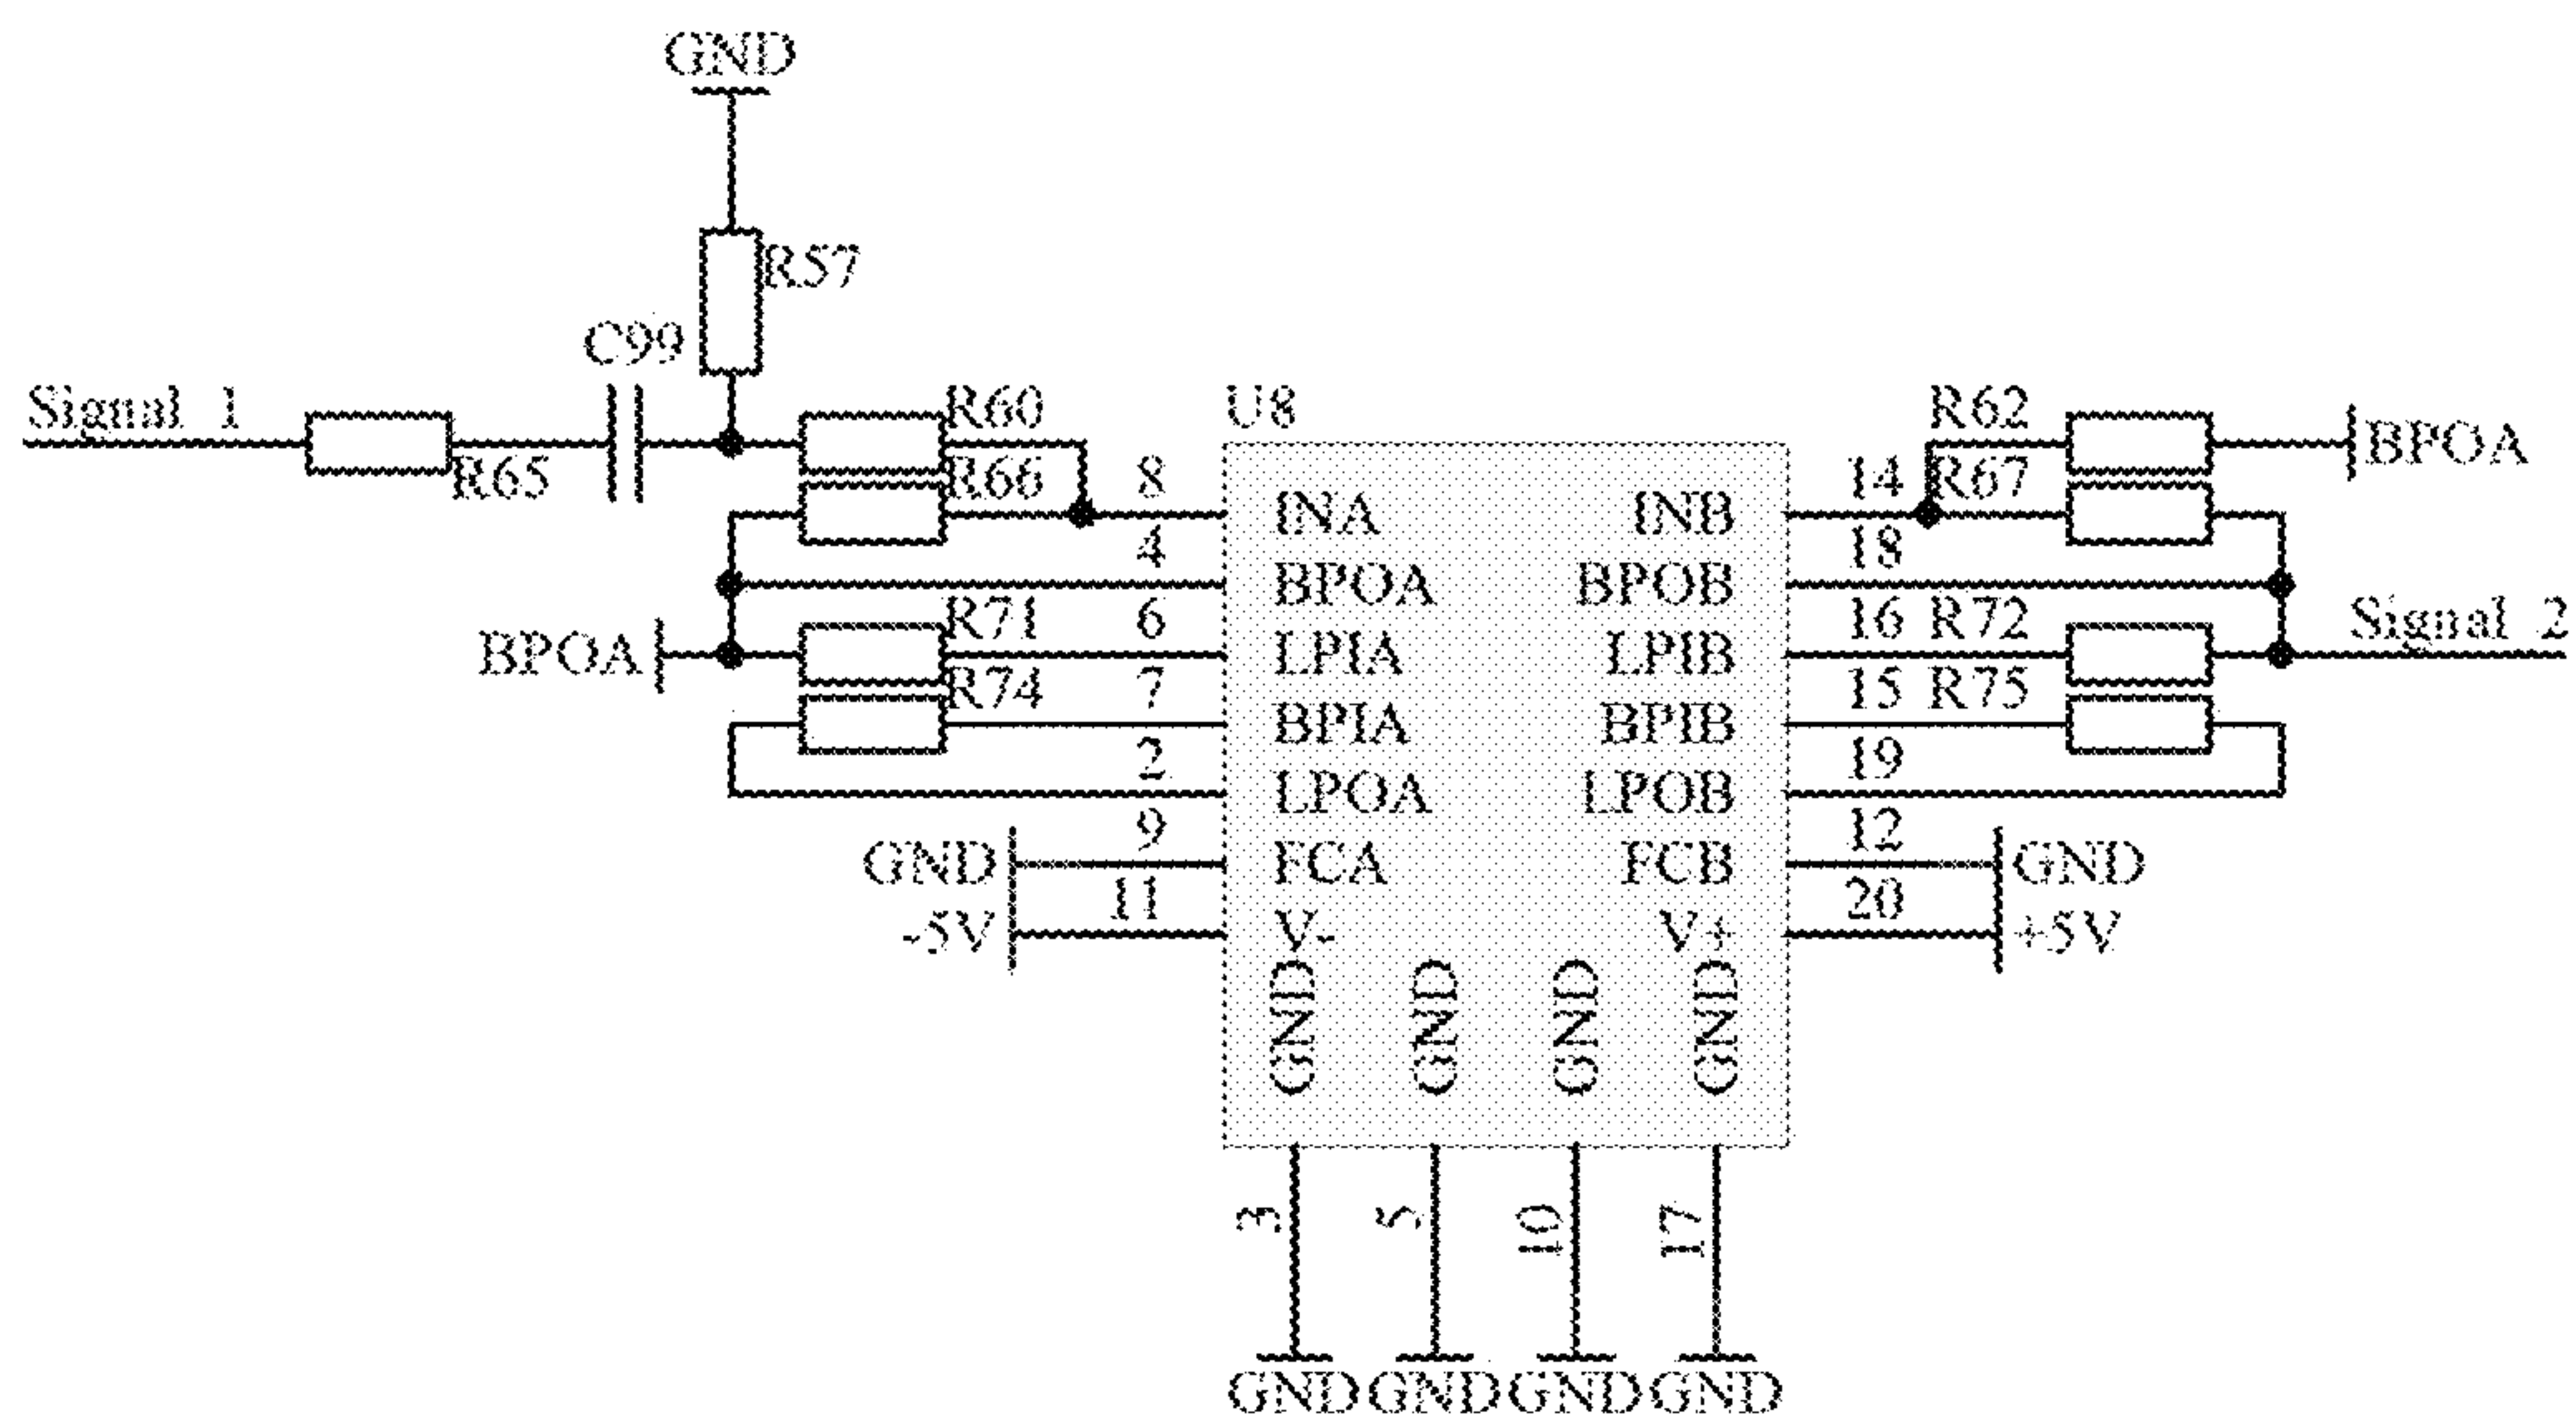 GND
R57
C99
Signal 1
R60
U8
R62
BPOA
R65
R66
8
14
R67
INA
INB
4
18
BPOA
BPOB
R71
6
16
R72
Signal 2
BPOA
LPIA
LPIB
R74
7
15
R75
BPIA
BPIB
2
19
LPOA
LPOB
9
12
GND
FCA
FCB
GND
11
20
-5V
V-
V+
+5V
GND GND GND GND
3 5 10 17
GND GND GND GND